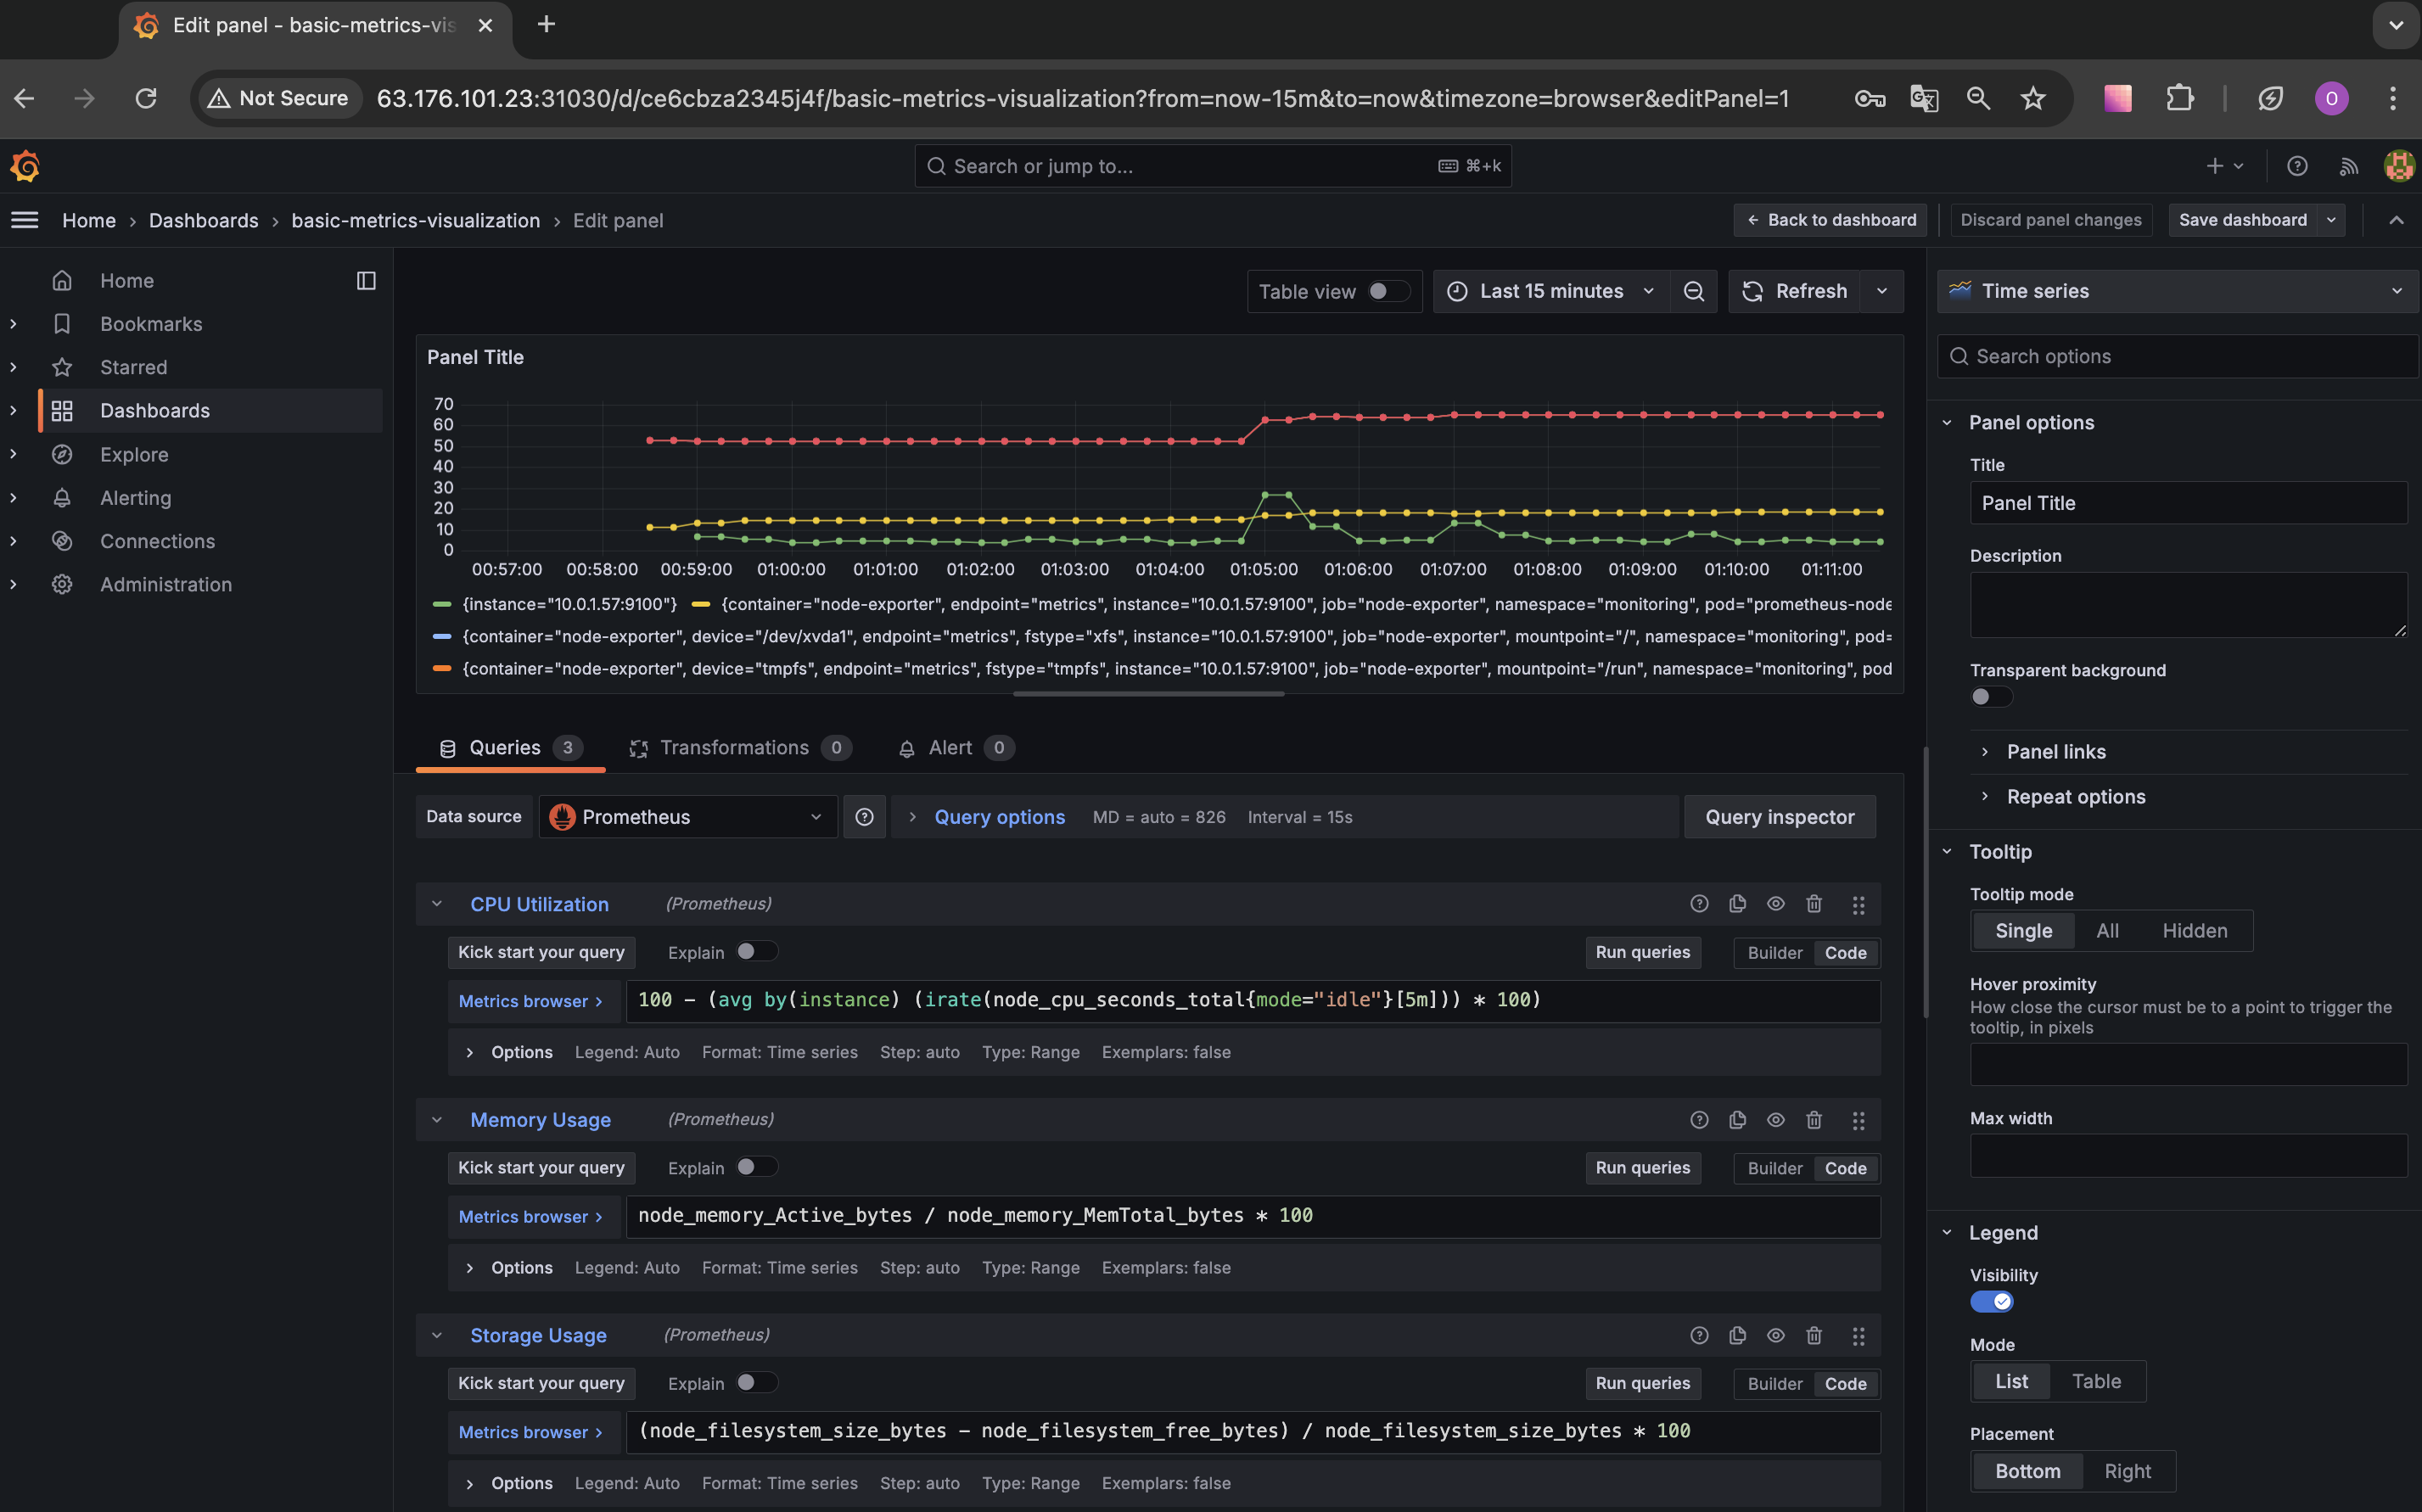 Edit panel - basic-metrics-vis
Not Secure
63.176.101.23:31030/d/ce6cbza2345j4f/basic-metrics-visualization?from=now-15m&to=now&timezone=browser&editPanel=1
O
Search or jump to...
⌘+k
Home › Dashboards › basic-metrics-visualization › Edit panel
Back to dashboard
Discard panel changes
Save dashboard
Home
Bookmarks
Starred
Dashboards
Explore
Alerting
Connections
Administration
Table view
Last 15 minutes
Refresh
Panel Title
70
60
50
40
30
20
10
0
00:57:00 00:58:00 00:59:00 01:00:00 01:01:00 01:02:00 01:03:00 01:04:00 01:05:00 01:06:00 01:07:00 01:08:00 01:09:00 01:10:00 01:11:00
{instance="10.0.1.57:9100"} {container="node-exporter", endpoint="metrics", instance="10.0.1.57:9100", job="node-exporter", namespace="monitoring", pod="prometheus-node
{container="node-exporter", device="/dev/xvda1", endpoint="metrics", fstype="xfs", instance="10.0.1.57:9100", job="node-exporter", mountpoint="/", namespace="monitoring", pod=
{container="node-exporter", device="tmpfs", endpoint="metrics", fstype="tmpfs", instance="10.0.1.57:9100", job="node-exporter", mountpoint="/run", namespace="monitoring", pod
Queries 3
Transformations 0
Alert 0
Data source
Prometheus
Query options
MD = auto = 826
Interval = 15s
Query inspector
CPU Utilization (Prometheus)
Kick start your query
Explain
Run queries
Builder
Code
Metrics browser >
100 - (avg by(instance) (irate(node_cpu_seconds_total{mode="idle"}[5m])) * 100)
Options Legend: Auto Format: Time series Step: auto Type: Range Exemplars: false
Memory Usage (Prometheus)
Kick start your query
Explain
Run queries
Builder
Code
Metrics browser >
node_memory_Active_bytes / node_memory_MemTotal_bytes * 100
Options Legend: Auto Format: Time series Step: auto Type: Range Exemplars: false
Storage Usage (Prometheus)
Kick start your query
Explain
Run queries
Builder
Code
Metrics browser >
(node_filesystem_size_bytes - node_filesystem_free_bytes) / node_filesystem_size_bytes * 100
Options Legend: Auto Format: Time series Step: auto Type: Range Exemplars: false
Time series
Search options
Panel options
Title
Panel Title
Description
Transparent background
Panel links
Repeat options
Tooltip
Tooltip mode
Single All Hidden
Hover proximity
How close the cursor must be to a point to trigger the
tooltip, in pixels
Max width
Legend
Visibility
Mode
List Table
Placement
Bottom Right